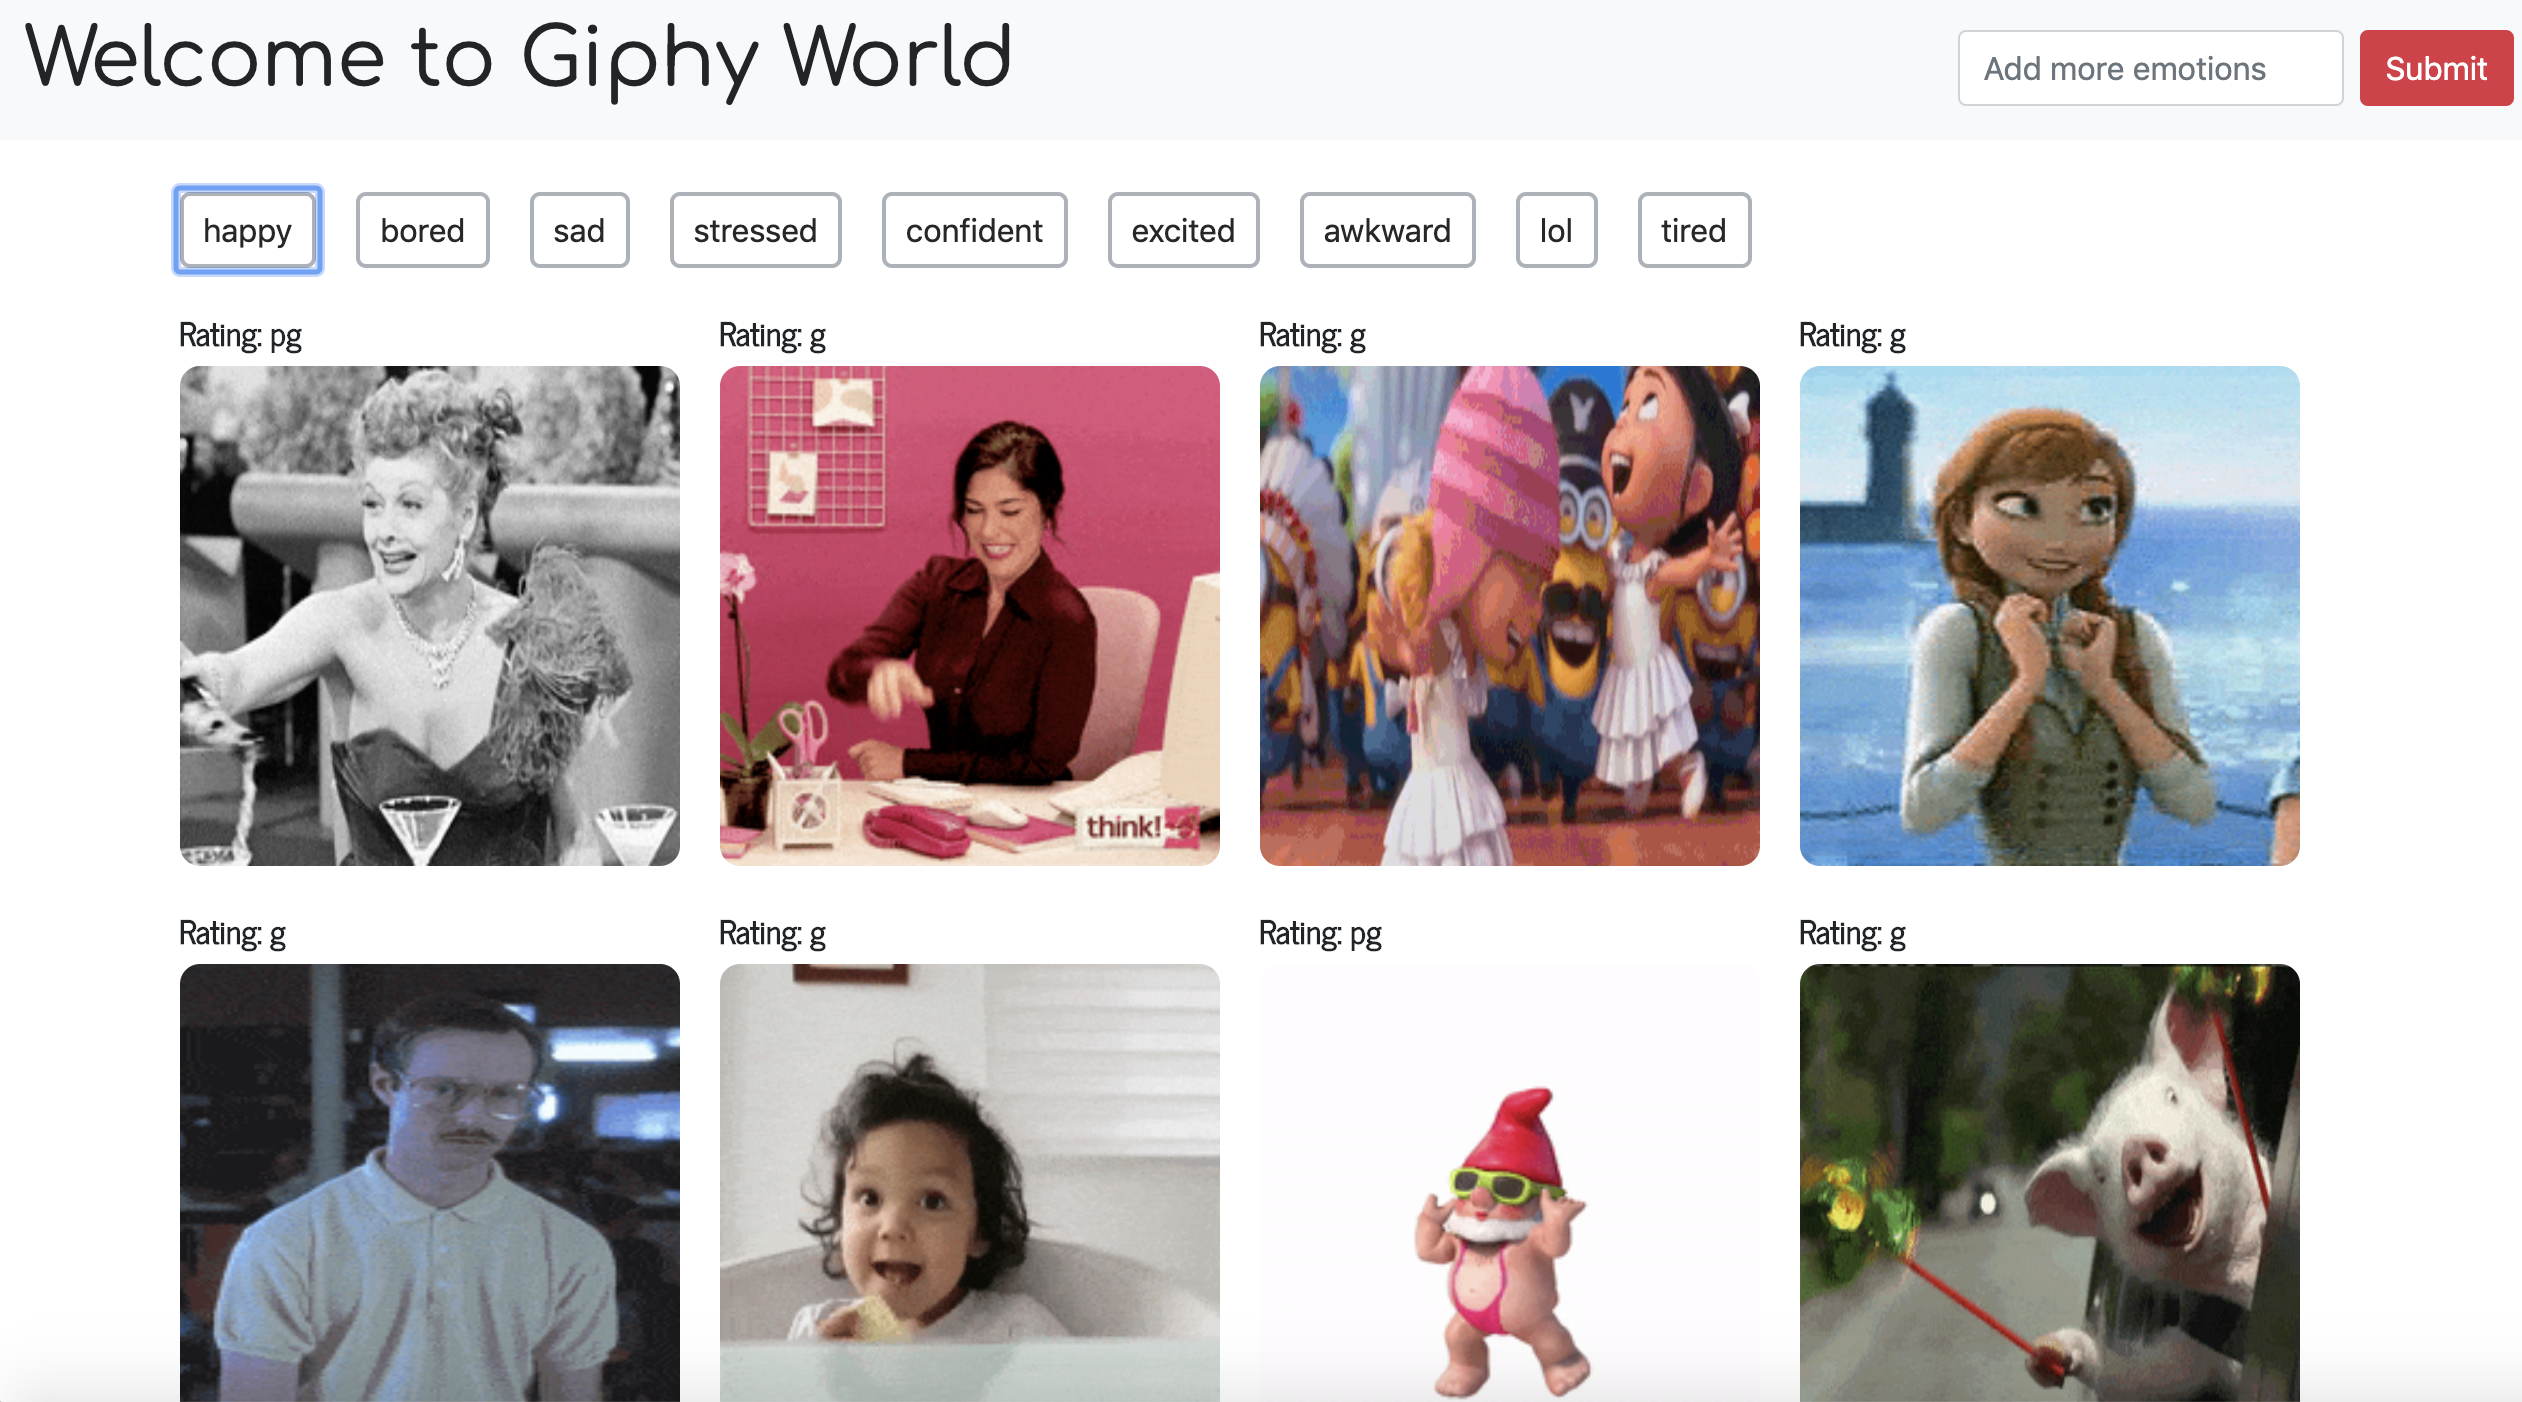 Welcome to Giphy World
Add more emotions Submit
happy bored sad stressed confident excited awkward lol tired
Rating: pg Rating: g Rating: g Rating: g
think!
Rating: g Rating: g Rating: pg Rating: g